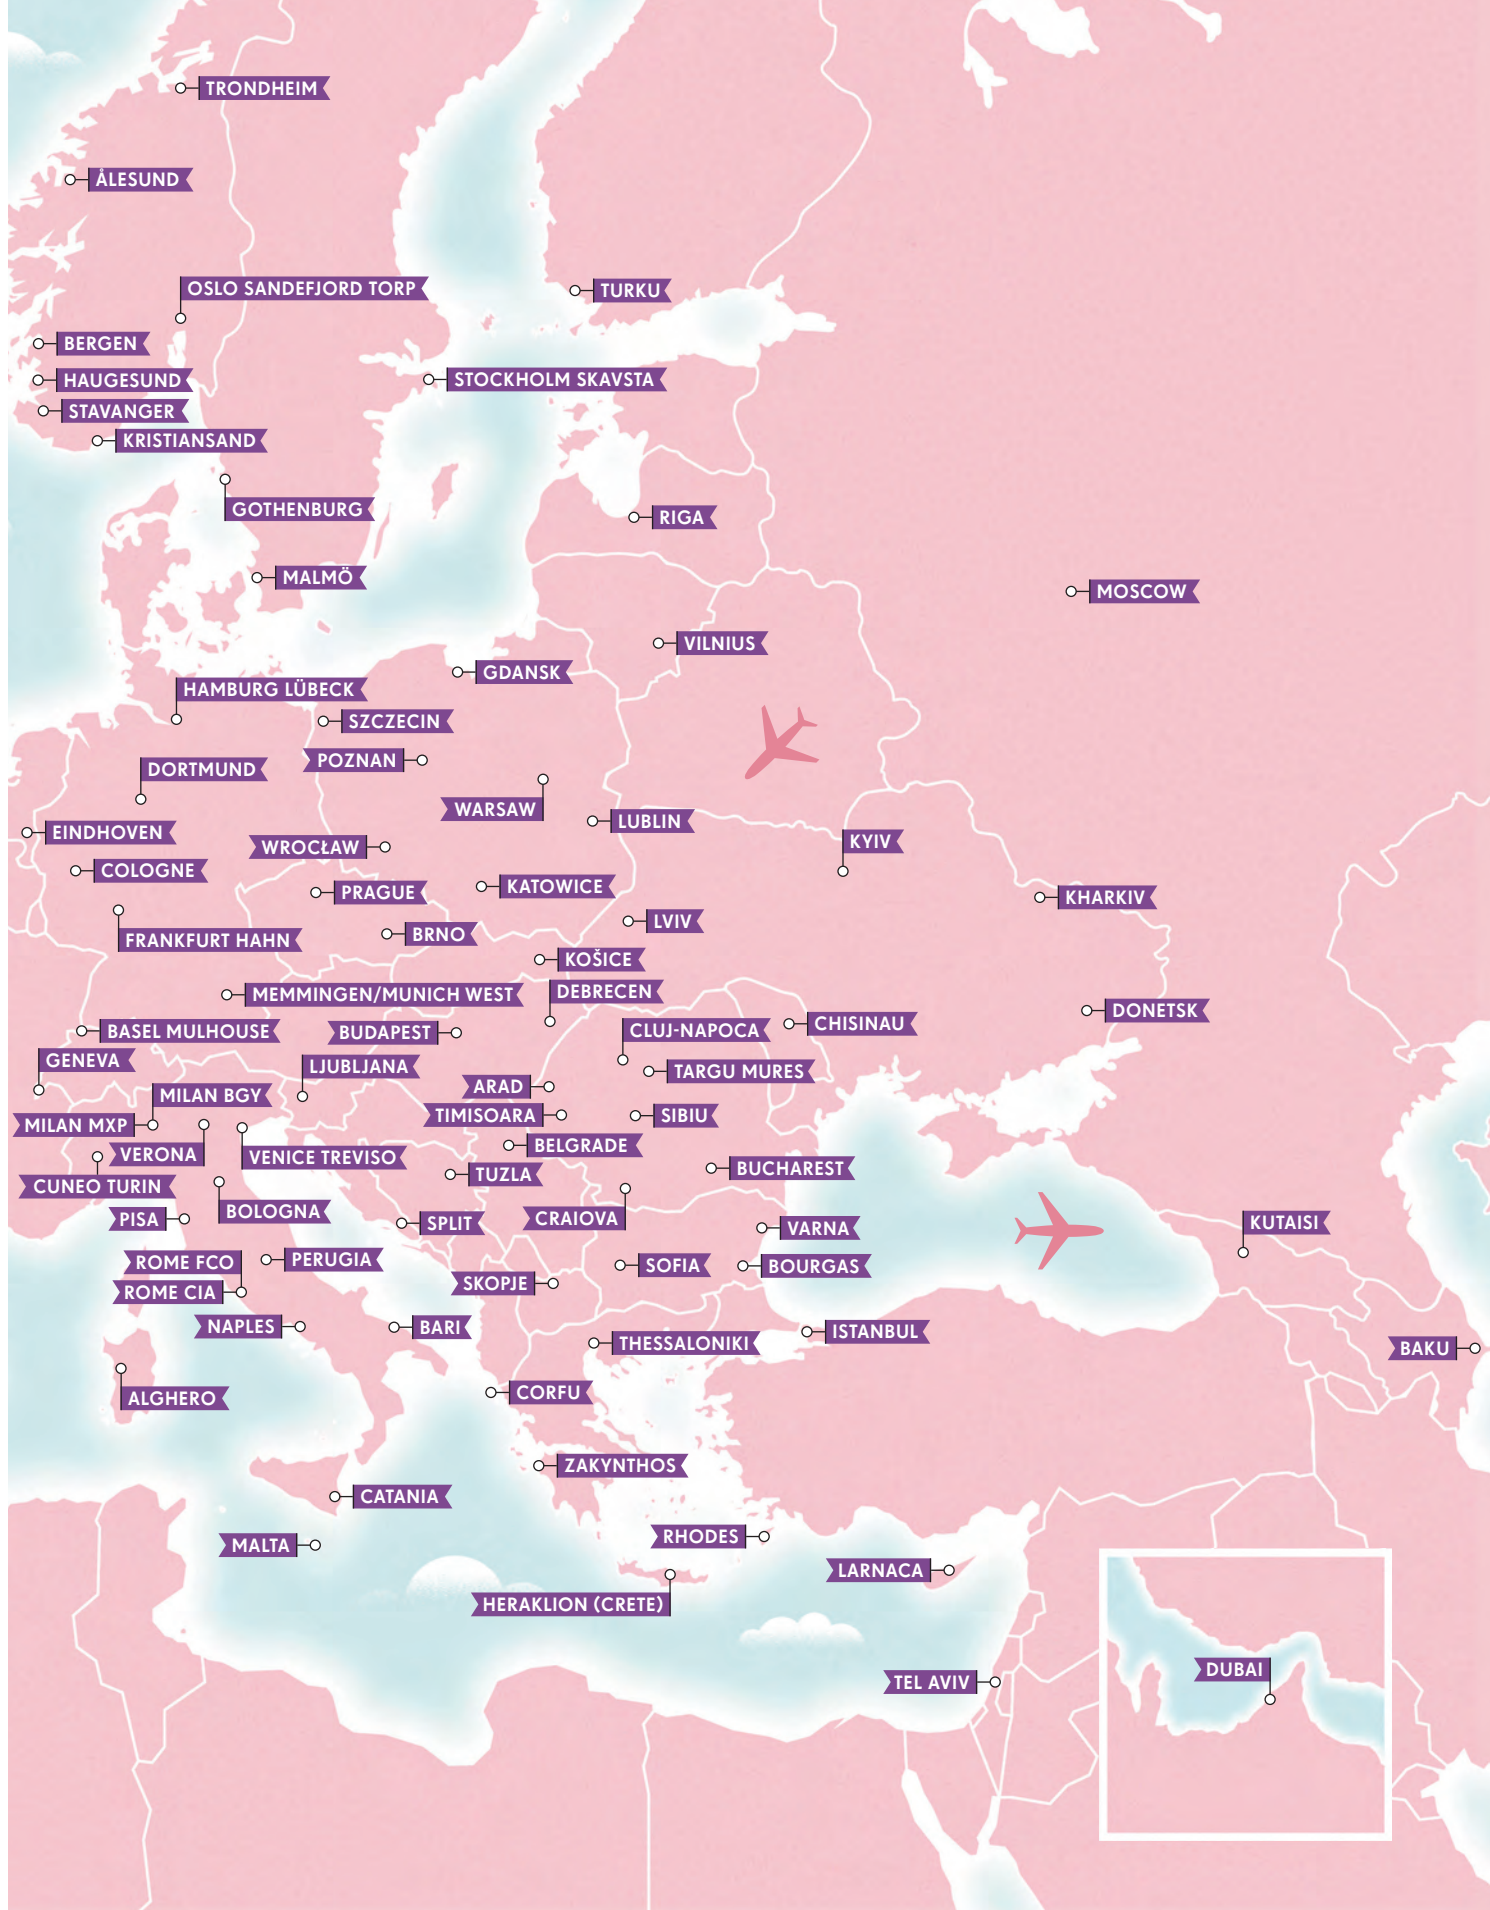 TRONDHEIM
ÅLESUND
OSLO SANDEFJORD TORP
TURKU
BERGEN
HAUGESUND
STOCKHOLM SKAVSTA
STAVANGER
KRISTIANSAND
GOTHENBURG
RIGA
MALMÖ
MOSCOW
VILNIUS
GDANSK
HAMBURG LÜBECK
SZCZECIN
POZNAN
DORTMUND
WARSAW
LUBLIN
EINDHOVEN
KYIV
WROCŁAW
COLOGNE
KATOWICE
PRAGUE
KHARKIV
LVIV
BRNO
FRANKFURT HAHN
KOŠICE
DEBRECEN
MEMMINGEN/MUNICH WEST
DONETSK
CHISINAU
CLUJ-NAPOCA
BASEL MULHOUSE
BUDAPEST
GENEVA
LJUBLJANA
TARGU MURES
ARAD
MILAN BGY
TIMISOARA
SIBIU
MILAN MXP
BELGRADE
VERONA
VENICE TREVISO
BUCHAREST
TUZLA
CUNEO TURIN
BOLOGNA
PISA
CRAIOVA
SPLIT
KUTAISI
VARNA
PERUGIA
ROME FCO
SOFIA
BOURGAS
SKOPJE
ROME CIA
NAPLES
BARI
ISTANBUL
THESSALONIKI
BAKU
CORFU
ALGHERO
ZAKYNTHOS
CATANIA
RHODES
MALTA
LARNACA
HERAKLION (CRETE)
DUBAI
TEL AVIV